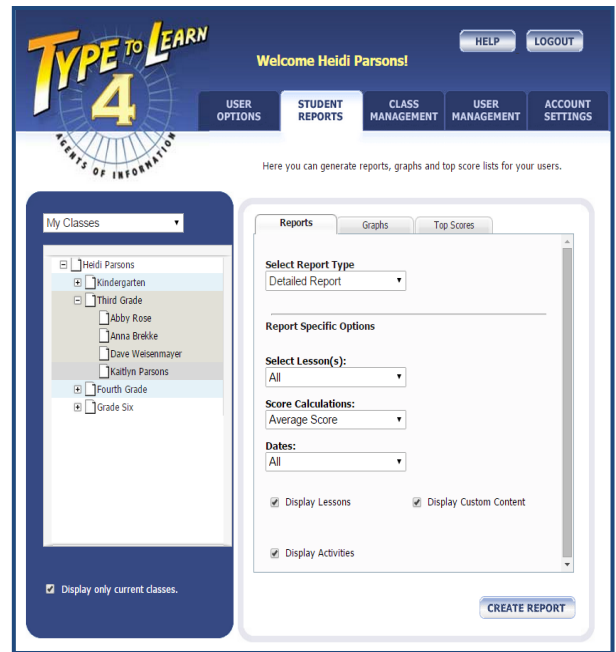 TYPE TO LEARN
4
AGENTS OF INFORMATION
Welcome Heidi Parsons!
HELP
LOGOUT
USER OPTIONS
STUDENT REPORTS
CLASS MANAGEMENT
USER MANAGEMENT
ACCOUNT SETTINGS
Here you can generate reports, graphs and top score lists for your users.
My Classes
Heidi Parsons
Kindergarten
Third Grade
Abby Rose
Anna Brekke
Dave Weisenmayer
Kaitlyn Parsons
Fourth Grade
Grade Six
Display only current classes.
Reports
Graphs
Top Scores
Select Report Type
Detailed Report
Report Specific Options
Select Lesson(s):
All
Score Calculations:
Average Score
Dates:
All
Display Lessons
Display Custom Content
Display Activities
CREATE REPORT